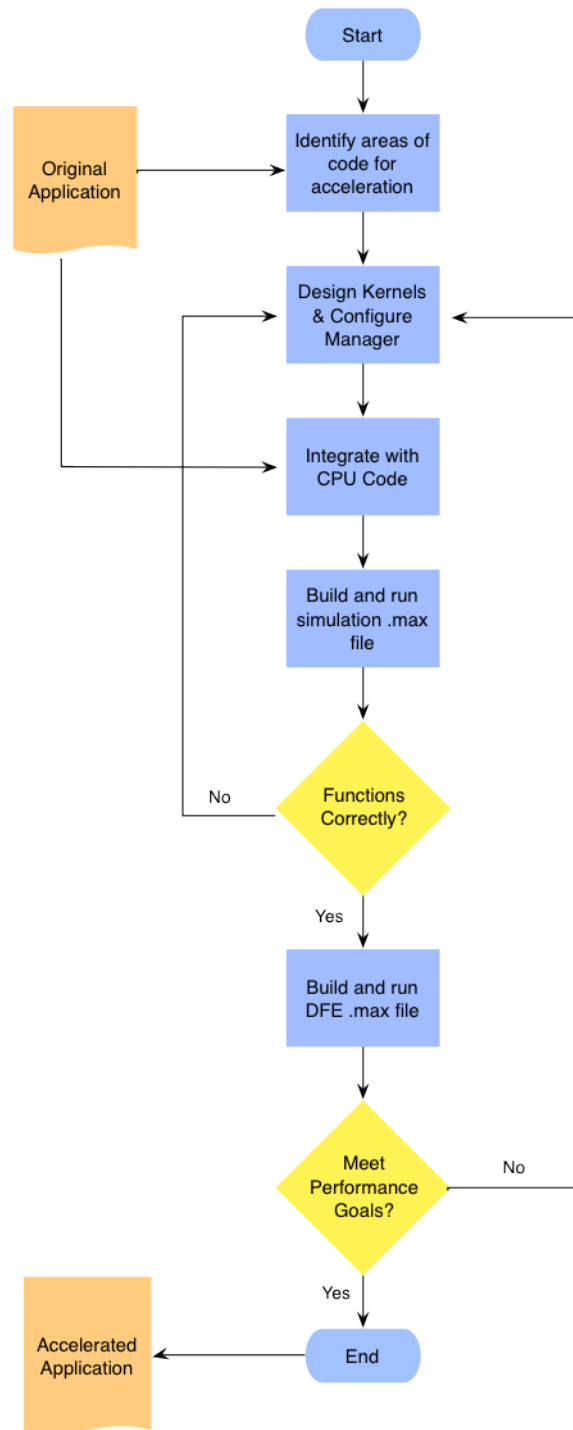 Start
Identify areas of
code for
acceleration
Original
Application
Design Kernels
& Configure
Manager
Integrate with
CPU Code
Build and run
simulation .max
file
Functions
Correctly?
No
Yes
Build and run
DFE .max file
Meet
Performance
Goals?
No
Yes
End
Accelerated
Application